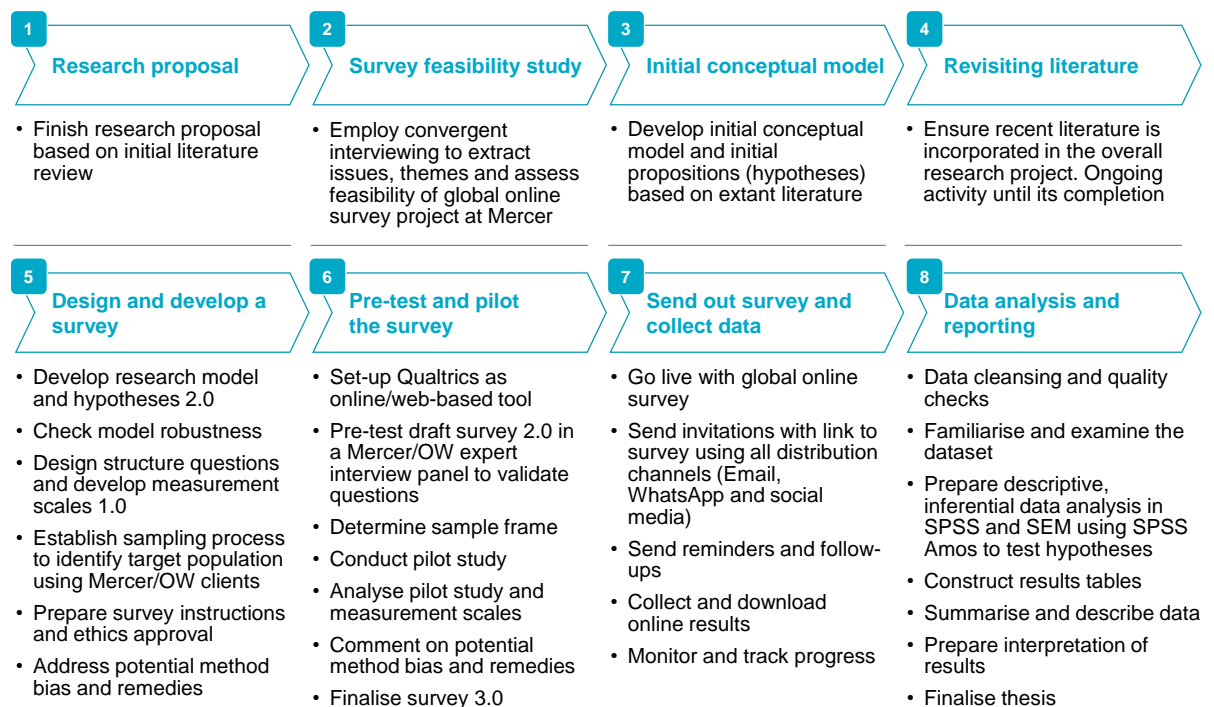 1
Research proposal
• Finish research proposal
based on initial literature
review
2
Survey feasibility study
• Employ convergent
interviewing to extract
issues, themes and assess
feasibility of global online
survey project at Mercer
3
Initial conceptual model
• Develop initial conceptual
model and initial
propositions (hypotheses)
based on extant literature
4
Revisiting literature
• Ensure recent literature is
incorporated in the overall
research project. Ongoing
activity until its completion
5
Design and develop a
survey
• Develop research model
and hypotheses 2.0
• Check model robustness
• Design structure questions
and develop measurement
scales 1.0
• Establish sampling process
to identify target population
using Mercer/OW clients
• Prepare survey instructions
and ethics approval
• Address potential method
bias and remedies
6
Pre-test and pilot
the survey
• Set-up Qualtrics as
online/web-based tool
• Pre-test draft survey 2.0 in
a Mercer/OW expert
interview panel to validate
questions
• Determine sample frame
• Conduct pilot study
• Analyse pilot study and
measurement scales
• Comment on potential
method bias and remedies
• Finalise survey 3.0
7
Send out survey and
collect data
• Go live with global online
survey
• Send invitations with link to
survey using all distribution
channels (Email,
WhatsApp and social
media)
• Send reminders and follow-
ups
• Collect and download
online results
• Monitor and track progress
8
Data analysis and
reporting
• Data cleansing and quality
checks
• Familiarise and examine the
dataset
• Prepare descriptive,
inferential data analysis in
SPSS and SEM using SPSS
Amos to test hypotheses
• Construct results tables
• Summarise and describe data
• Prepare interpretation of
results
• Finalise thesis